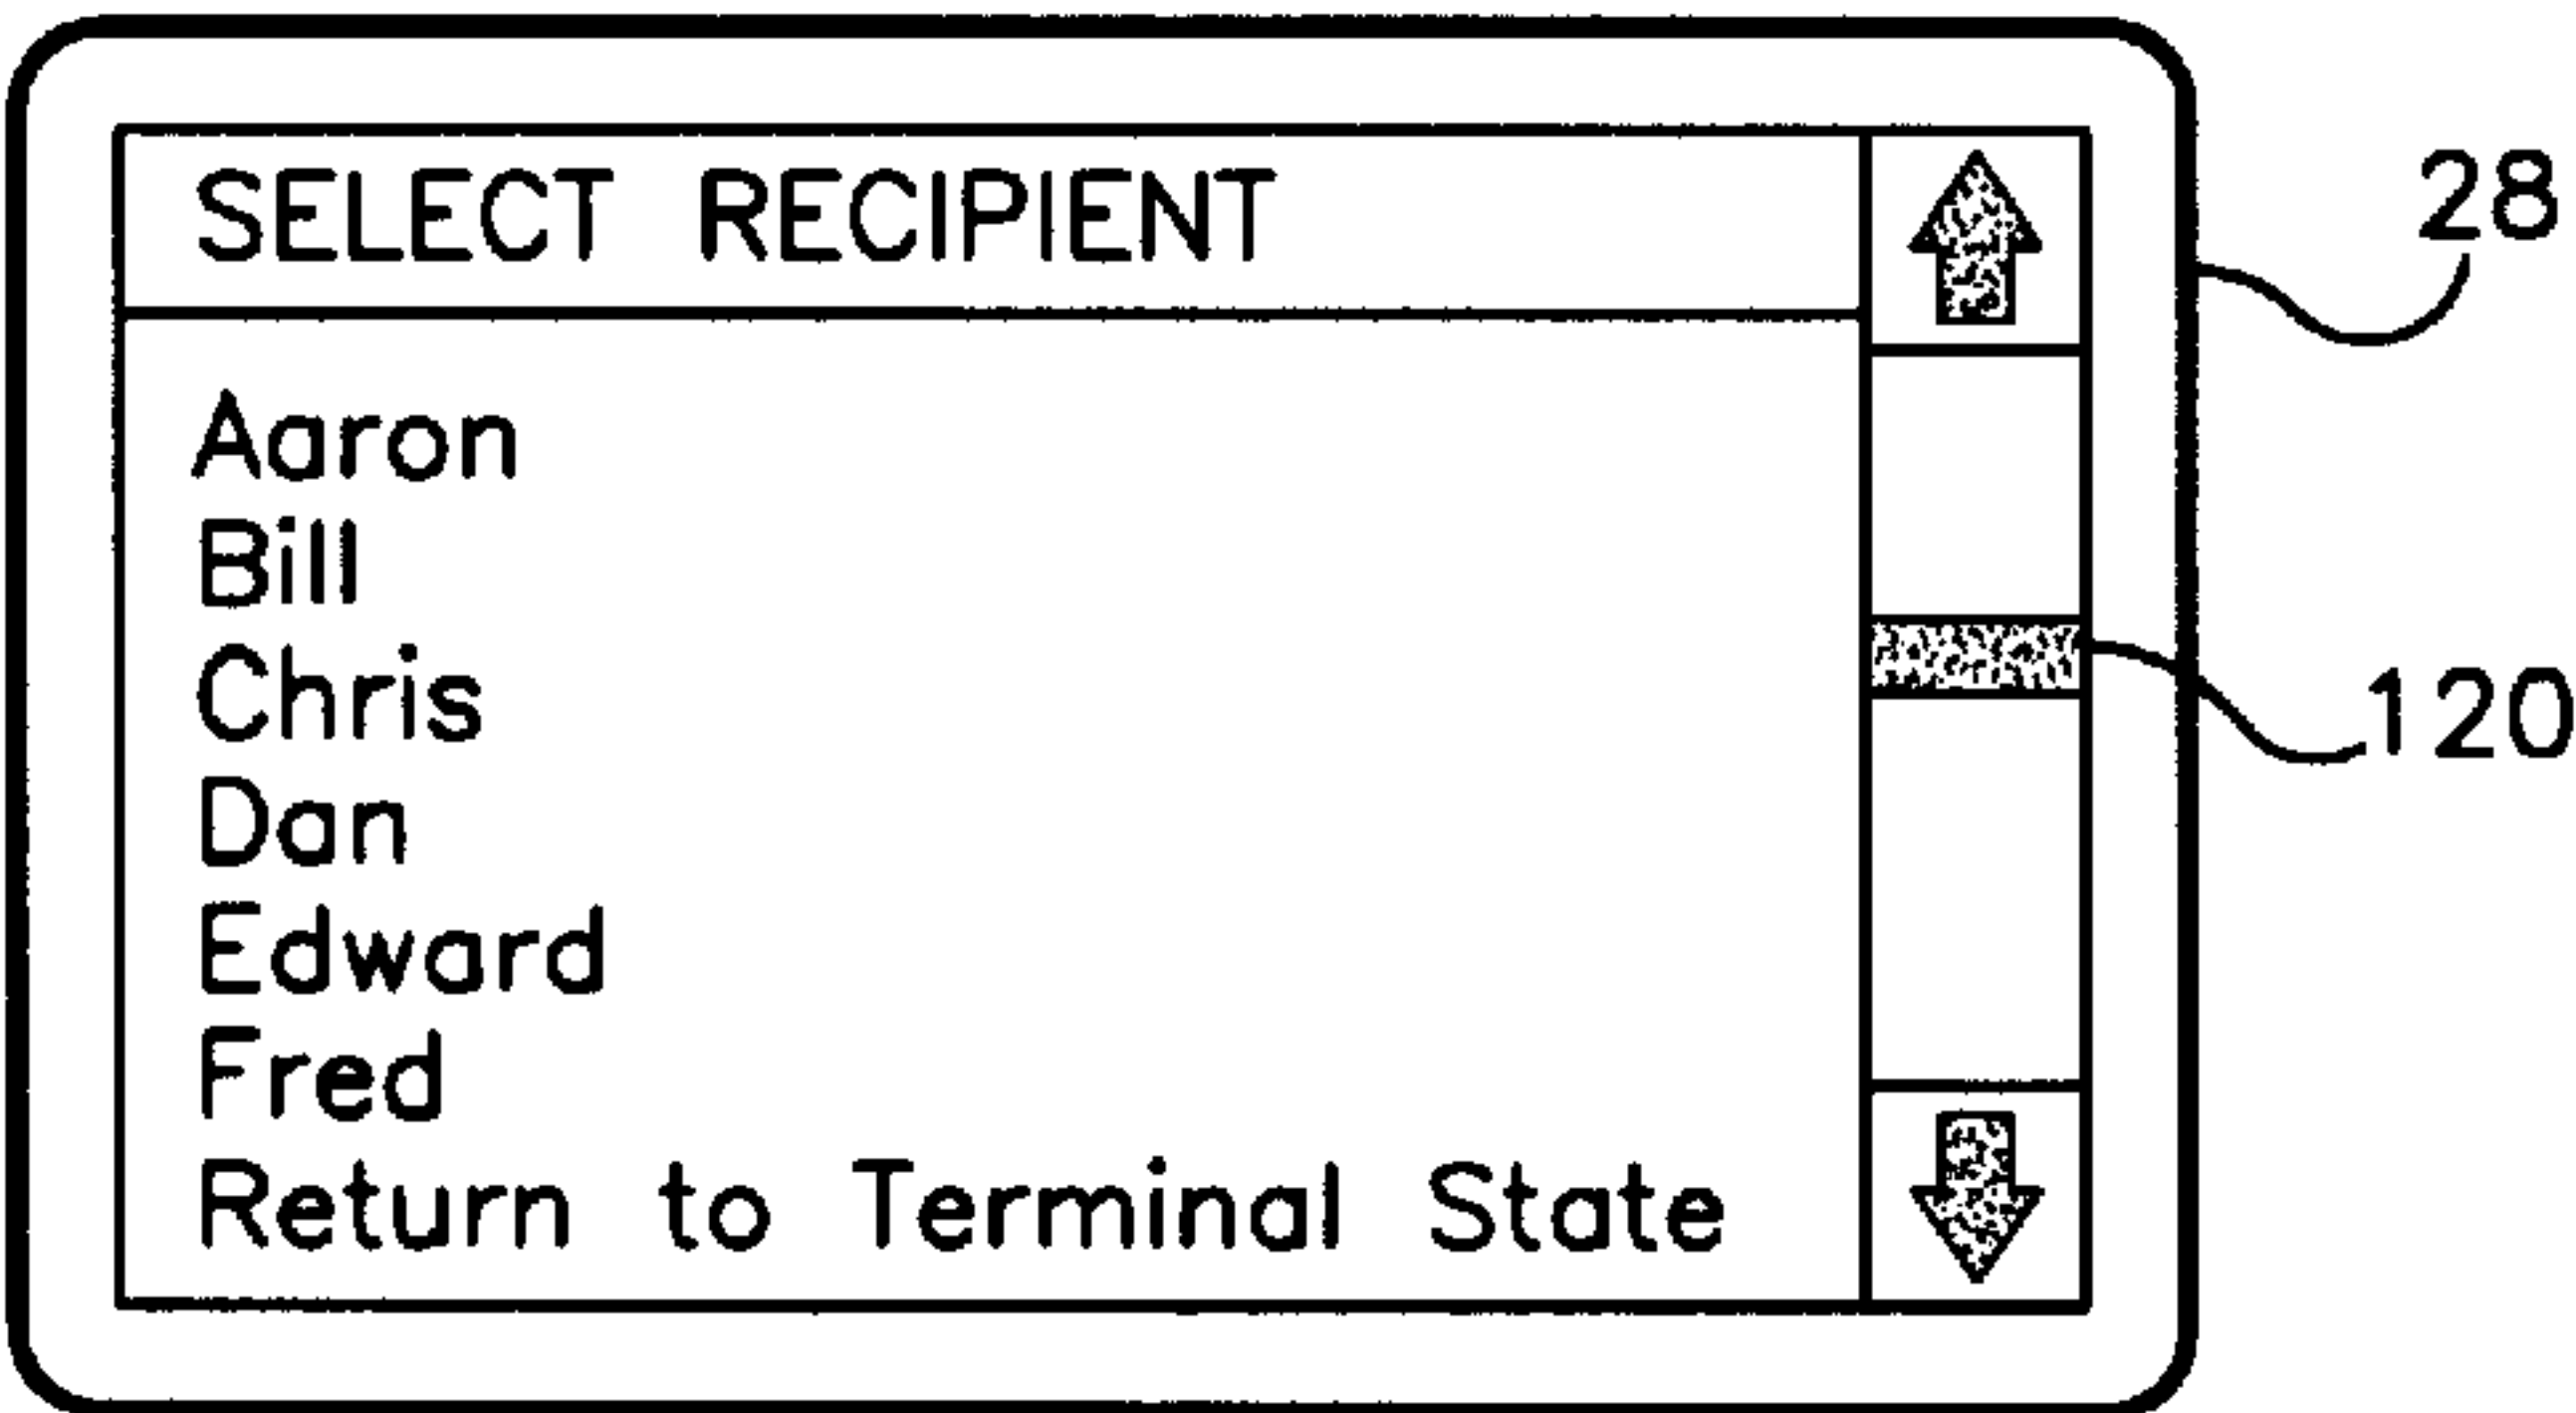 SELECT RECIPIENT
28
Aaron
Bill
Chris
120
Dan
Edward
Fred
Return to Terminal State